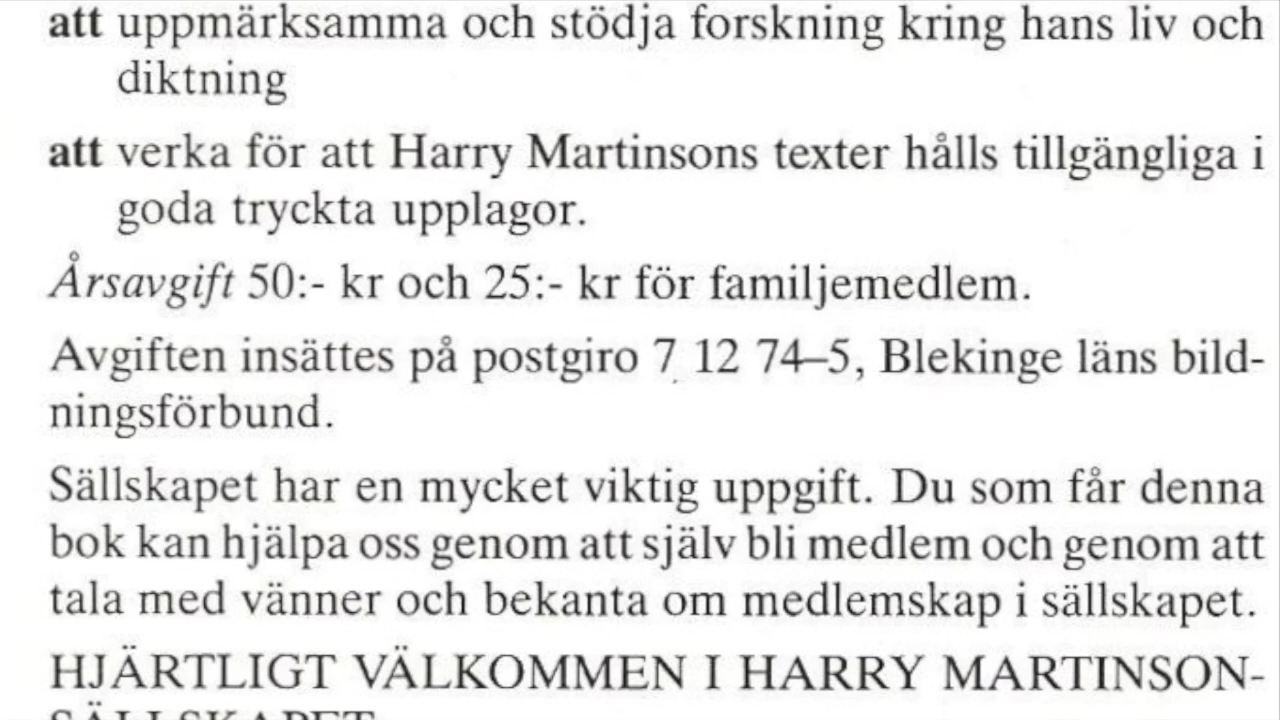 att uppmärksamma och stödja forskning kring hans liv och
diktning
att verka för att Harry Martinsons texter hålls tillgängliga i
goda tryckta upplagor.
Årsavgift 50:- kr och 25:- kr för familjemedlem.
Avgiften insättes på postgiro 7 12 74–5, Blekinge läns bild-
ningsförbund.
Sällskapet har en mycket viktig uppgift. Du som får denna
bok kan hjälpa oss genom att själv bli medlem och genom att
tala med vänner och bekanta om medlemskap i sällskapet.
HJÄRTLIGT VÄLKOMMEN I HARRY MARTINSON-
SÄLLSKAPET